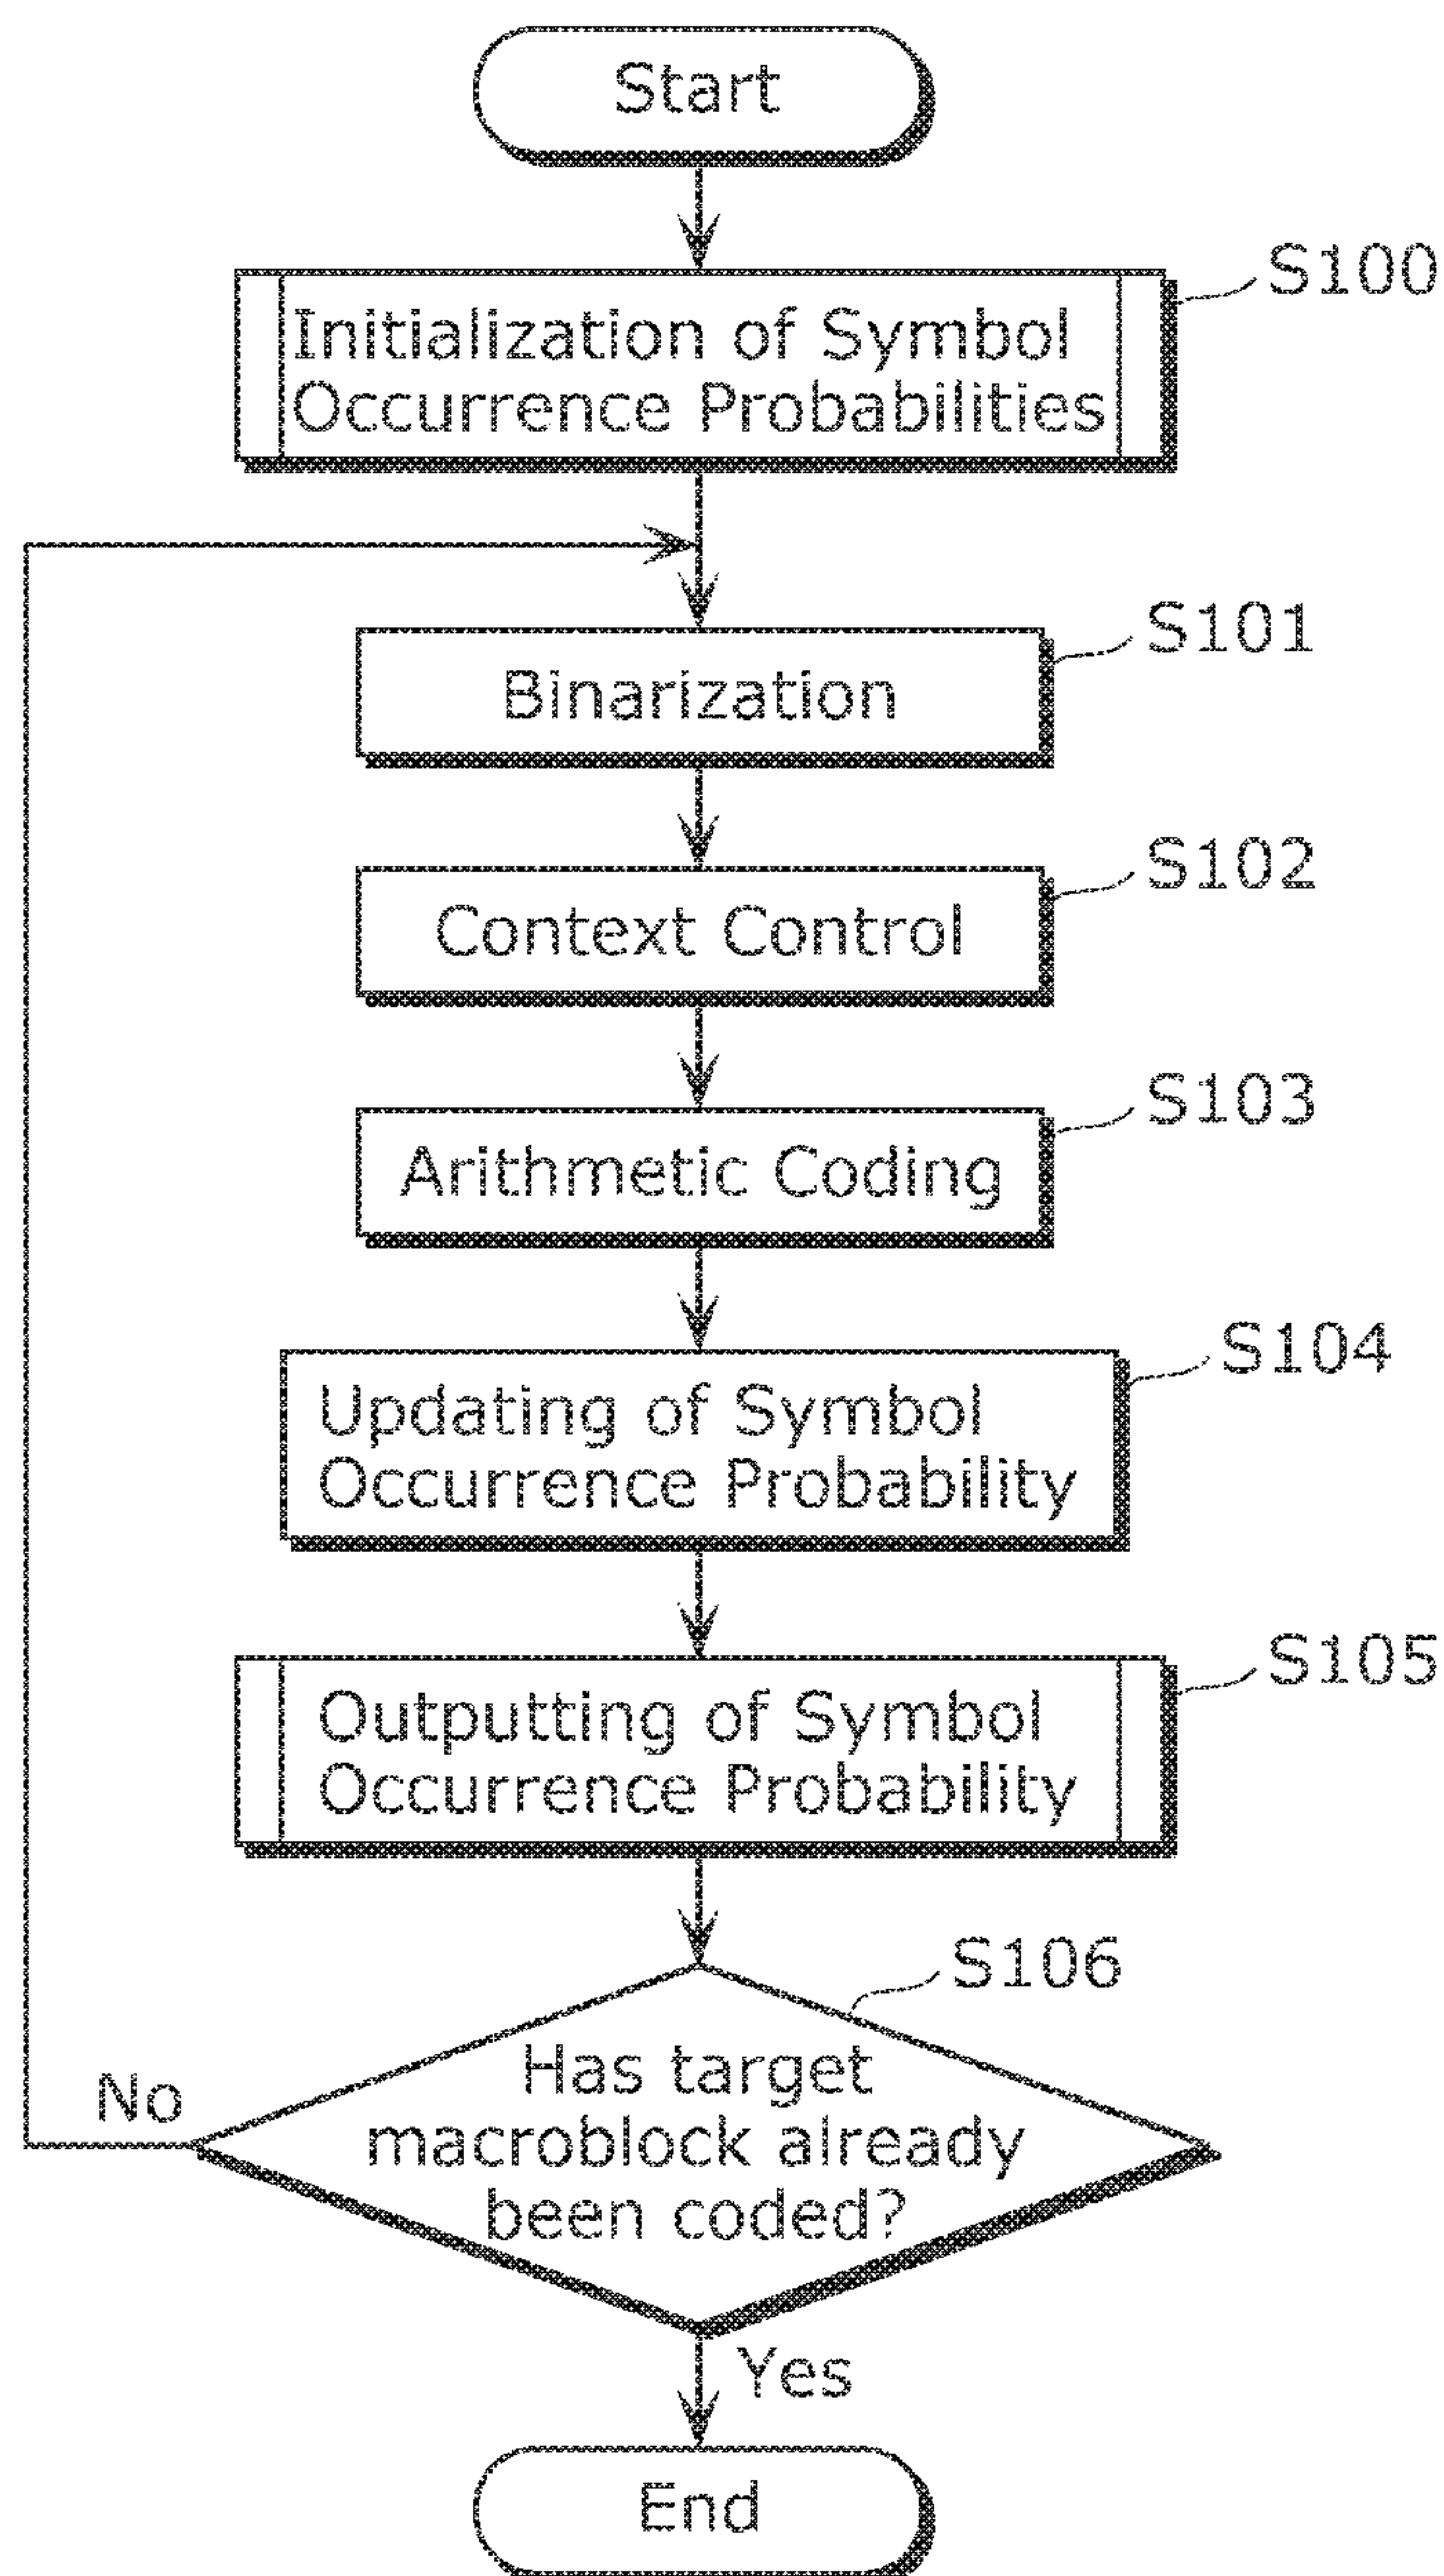 Start
S100
Initialization of Symbol
Occurrence Probabilities
S101
Binarization
S102
Context Control
S103
Arithmetic Coding
S104
Updating of Symbol
Occurrence Probability
S105
Outputting of Symbol
Occurrence Probability
S106
Has target
macroblock already
been coded?
No
Yes
End